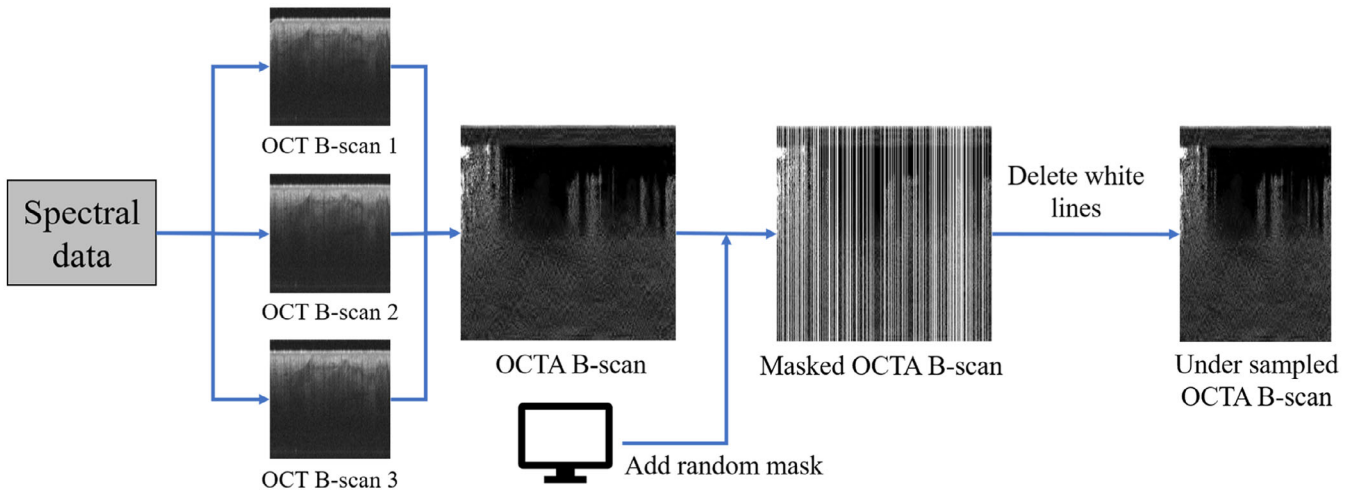 Spectral
data
OCT B-scan 1
OCT B-scan 2
OCT B-scan 3
OCTA B-scan
Add random mask
Masked OCTA B-scan
Delete white
lines
Under sampled
OCTA B-scan